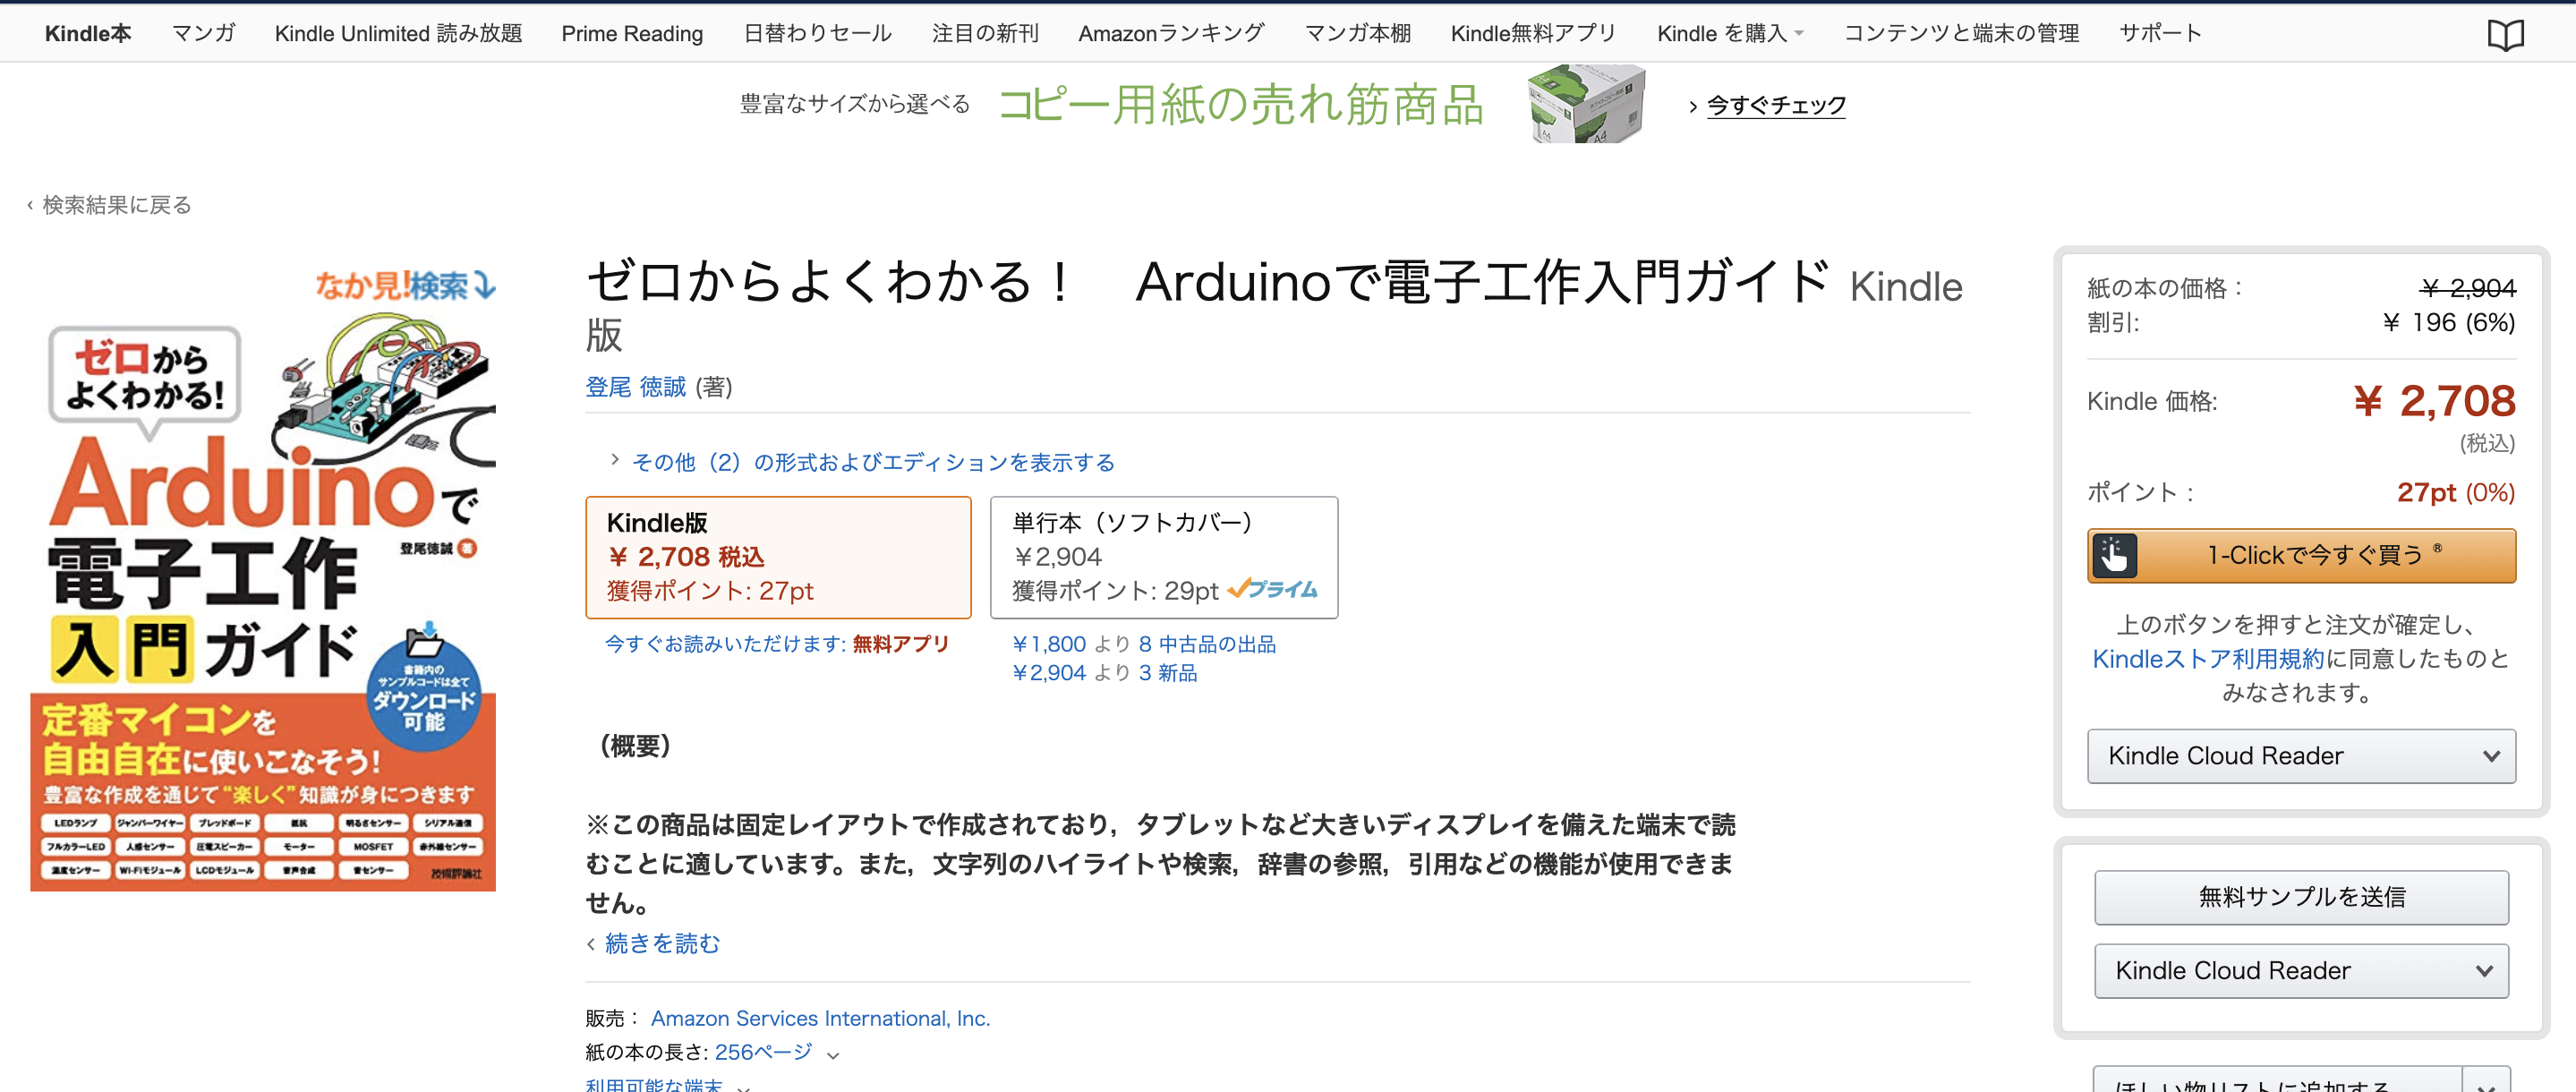 Kindle本 マンガ Kindle Unlimited 読み放題 Prime Reading 日替わりセール 注目の新刊 Amazonランキング マンガ本棚 Kindle無料アプリ Kindle を購入 コンテンツと端末の管理 サポート
豊富なサイズから選べる コピー用紙の売れ筋商品 › 今すぐチェック
A4 A4
‹ 検索結果に戻る
なか見!検索
ゼロから
よくわかる!
Arduinoで
電子工作
登尾徳誠 著
入門ガイド
書籍内の
サンプルコードは全て
ダウンロード
可能
定番マイコンを
自由自在に使いこなそう!
豊富な作成を通じて“楽しく”知識が身につきます
LEDランプ ジャンパーワイヤー ブレッドボード 抵抗 明るさセンサー シリアル通信
フルカラーLED 人感センサー 圧電スピーカー モーター MOSFET 赤外線センサー
温度センサー Wi-Fiモジュール LCDモジュール 音声合成 音センサー 技術評論社
ゼロからよくわかる! Arduinoで電子工作入門ガイド Kindle
版
登尾 徳誠 (著)
› その他（2）の形式およびエディションを表示する
Kindle版
￥ 2,708 税込
獲得ポイント: 27pt
今すぐお読みいただけます: 無料アプリ
単行本（ソフトカバー）
￥2,904
獲得ポイント: 29pt プライム
￥1,800 より 8 中古品の出品
￥2,904 より 3 新品
（概要）
※この商品は固定レイアウトで作成されており，タブレットなど大きいディスプレイを備えた端末で読
むことに適しています。また，文字列のハイライトや検索，辞書の参照，引用などの機能が使用できま
せん。
‹ 続きを読む
販売： Amazon Services International, Inc.
紙の本の長さ: 256ページ
利用可能な端末
紙の本の価格： ￥ 2,904
割引: ￥ 196 (6%)
Kindle 価格: ￥ 2,708
(税込)
ポイント： 27pt (0%)
1-Clickで今すぐ買う ®
上のボタンを押すと注文が確定し、
Kindleストア利用規約に同意したものと
みなされます。
Kindle Cloud Reader
無料サンプルを送信
Kindle Cloud Reader
ほしい物リストに追加する